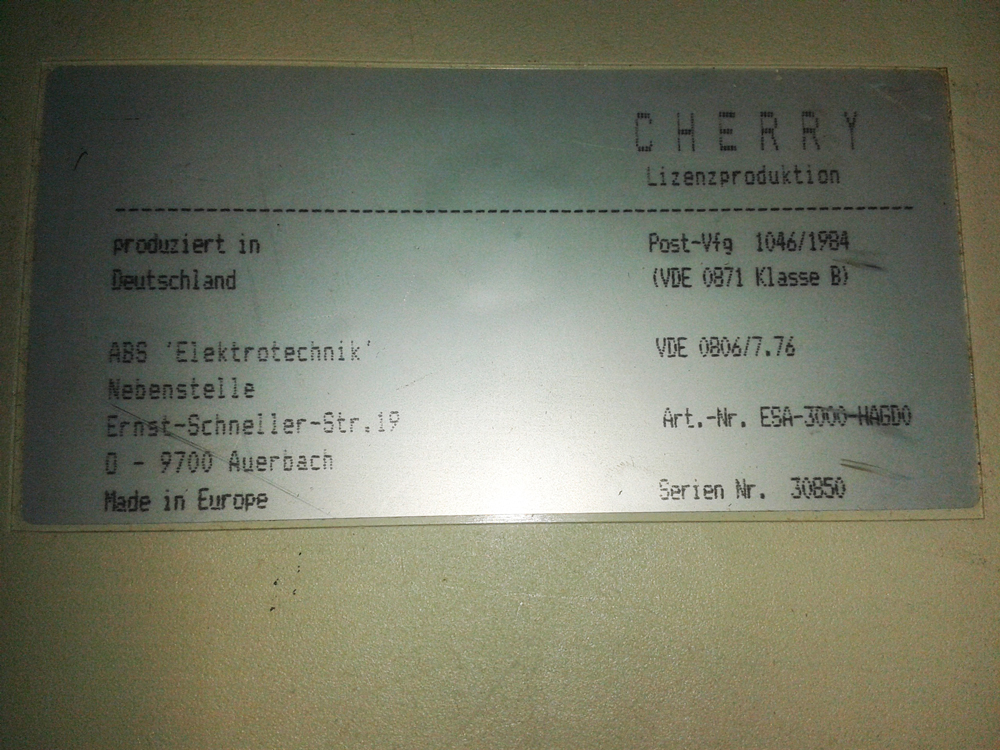 CHERRY
Lizenzproduktion
produziert in
Deutschland
ABS 'Elektrotechnik'
Nebenstelle
Ernst-Schneller-Str.19
O - 9700 Auerbach
Made in Europe
Post-Vfg 1046/1984
(VDE 0871 Klasse B)
VDE 0806/7.76
Art.-Nr. ESA-3000-HAGD0
Serien Nr. 30850